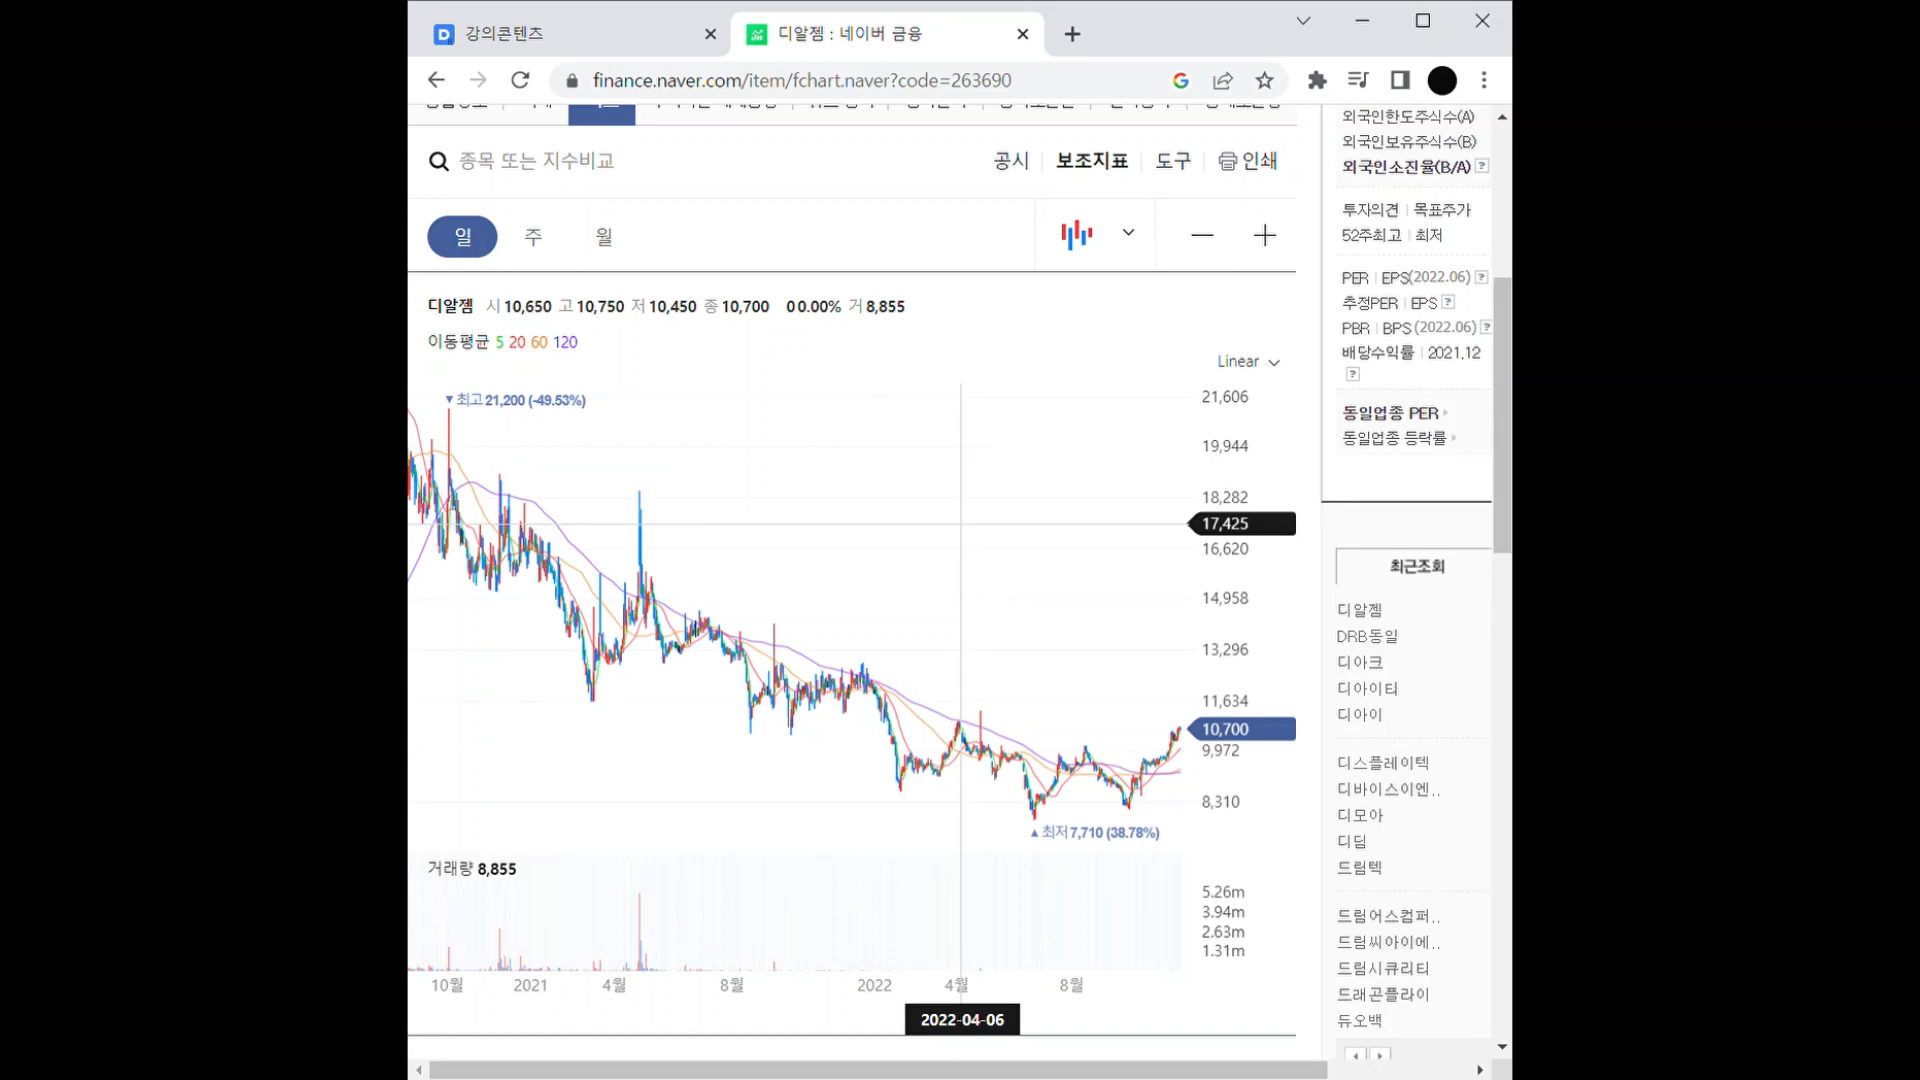 강의콘텐츠
디알젬 : 네이버 금융
finance.naver.com/item/fchart.naver?code=263690
종목 또는 지수비교
공시 보조지표 도구 인쇄
일 주 월
디알젬 시 10,650 고 10,750 저 10,450 종 10,700 0 0.00% 거 8,855
이동평균 5 20 60 120
Linear
▼최고 21,200 (-49.53%)
21,606
19,944
18,282
17,425
16,620
14,958
13,296
11,634
10,700
9,972
8,310
▲최저 7,710 (38.78%)
거래량 8,855
5.26m
3.94m
2.63m
1.31m
10월 2021 4월 8월 2022 4월 8월
2022-04-06
외국인한도주식수(A)
외국인보유주식수(B)
외국인소진율(B/A) ?
투자의견 | 목표주가
52주최고 | 최저
PER | EPS(2022.06) ?
추정PER | EPS ?
PBR | BPS (2022.06) ?
배당수익률 | 2021.12
?
동일업종 PER
동일업종 등락률
최근조회
디알젬
DRB동일
디아크
디아이티
디아이
디스플레이텍
디바이스이엔..
디모아
디딤
드림텍
드림어스컴퍼..
드림씨아이에..
드림시큐리티
드래곤플라이
듀오백